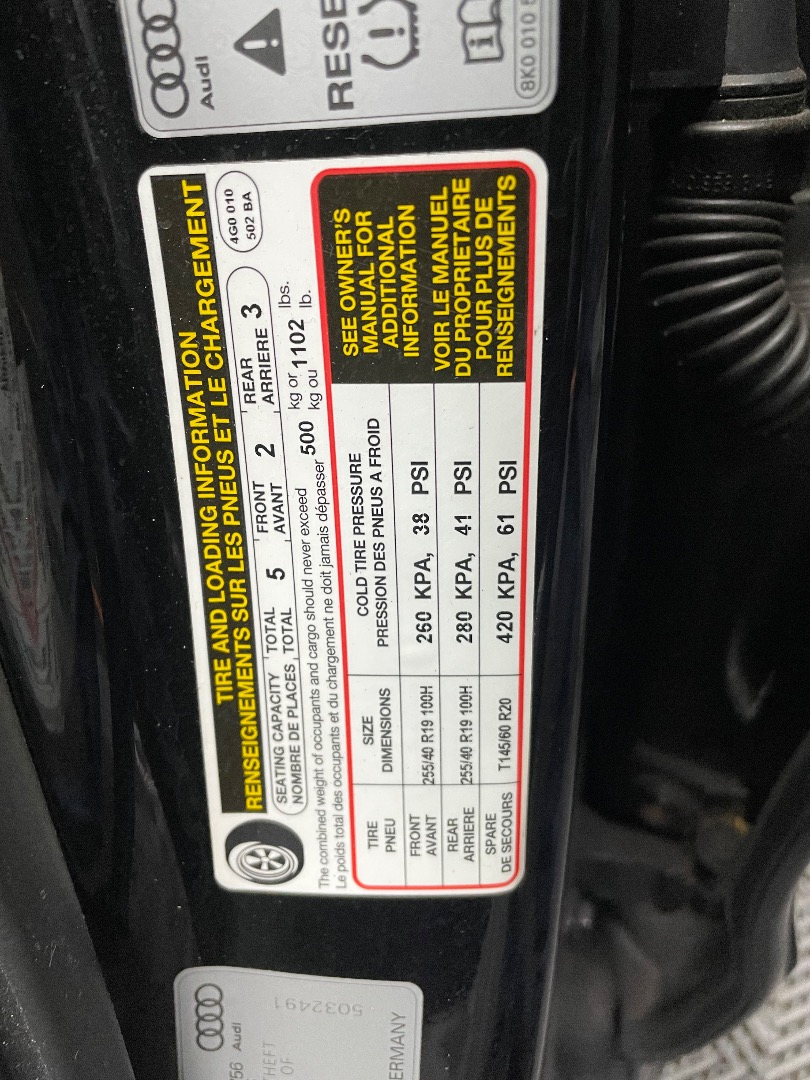 Audi
RESE
8K0 010 5
TIRE AND LOADING INFORMATION
RENSEIGNEMENTS SUR LES PNEUS ET LE CHARGEMENT
SEATING CAPACITY TOTAL 5 FRONT 2 REAR 3
NOMBRE DE PLACES TOTAL AVANT ARRIERE
4G0 010
502 BA
The combined weight of occupants and cargo should never exceed 500 kg or 1102 lbs.
Le poids total des occupants et du chargement ne doit jamais dépasser kg ou lb.
TIRE SIZE COLD TIRE PRESSURE
PNEU DIMENSIONS PRESSION DES PNEUS A FROID
FRONT 255/40 R19 100H 260 KPA, 38 PSI
AVANT
REAR 255/40 R19 100H 280 KPA, 41 PSI
ARRIERE
SPARE T145/60 R20 420 KPA, 61 PSI
DE SECOURS
SEE OWNER'S
MANUAL FOR
ADDITIONAL
INFORMATION
VOIR LE MANUEL
DU PROPRIETAIRE
POUR PLUS DE
RENSEIGNEMENTS
Audi
756
THEFT
OF
5032491
ERMANY